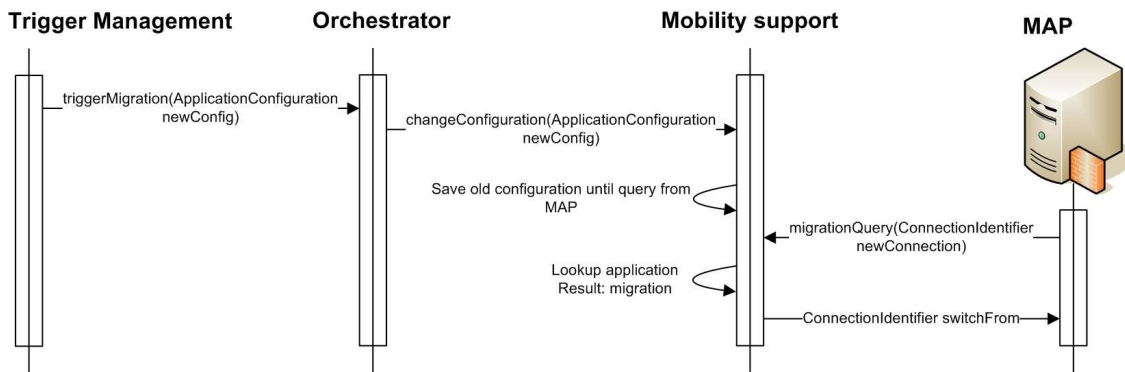 Trigger Management
Orchestrator
Mobility support
MAP
triggerMigration(ApplicationConfiguration
newConfig)
changeConfiguration(ApplicationConfiguration
newConfig)
Save old configuration until query from
MAP
migrationQuery(ConnectionIdentifier
newConnection)
Lookup application
Result: migration
ConnectionIdentifier switchFrom